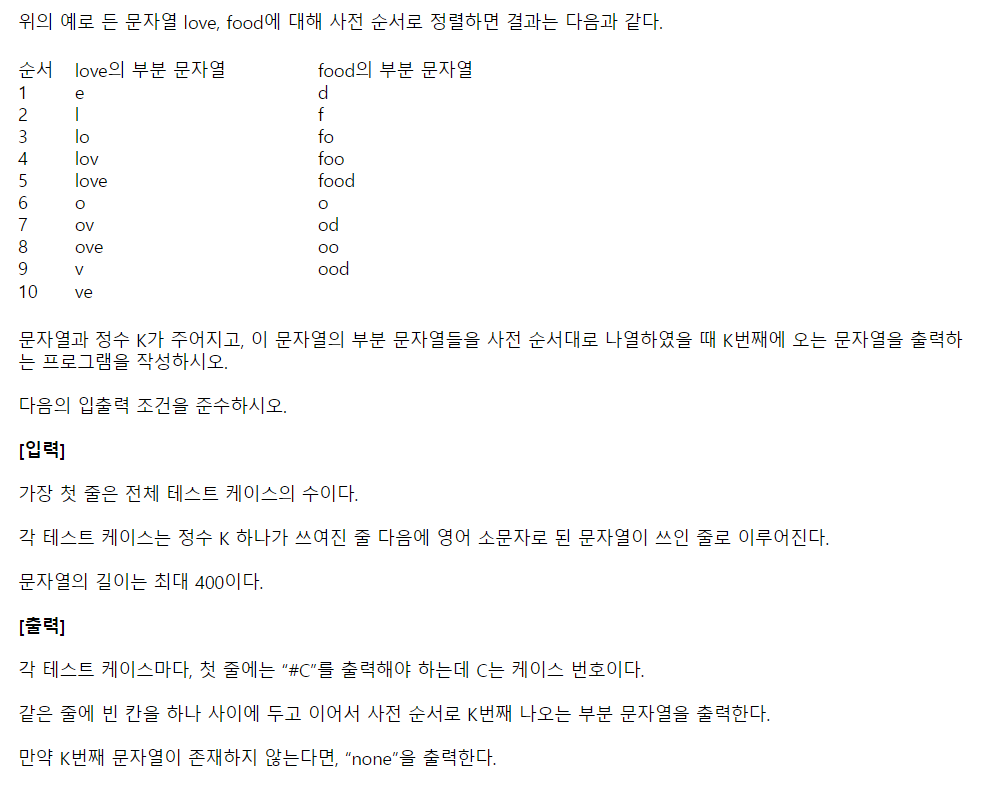 위의 예로 든 문자열 love, food에 대해 사전 순서로 정렬하면 결과는 다음과 같다.
순서 love의 부분 문자열 food의 부분 문자열
1 e d
2 l f
3 lo fo
4 lov foo
5 love food
6 o o
7 ov od
8 ove oo
9 v ood
10 ve
문자열과 정수 K가 주어지고, 이 문자열의 부분 문자열들을 사전 순서대로 나열하였을 때 K번째에 오는 문자열을 출력하
는 프로그램을 작성하시오.
다음의 입출력 조건을 준수하시오.
[입력]
가장 첫 줄은 전체 테스트 케이스의 수이다.
각 테스트 케이스는 정수 K 하나가 쓰여진 줄 다음에 영어 소문자로 된 문자열이 쓰인 줄로 이루어진다.
문자열의 길이는 최대 400이다.
[출력]
각 테스트 케이스마다, 첫 줄에는 “#C”를 출력해야 하는데 C는 케이스 번호이다.
같은 줄에 빈 칸을 하나 사이에 두고 이어서 사전 순서로 K번째 나오는 부분 문자열을 출력한다.
만약 K번째 문자열이 존재하지 않는다면, “none”을 출력한다.